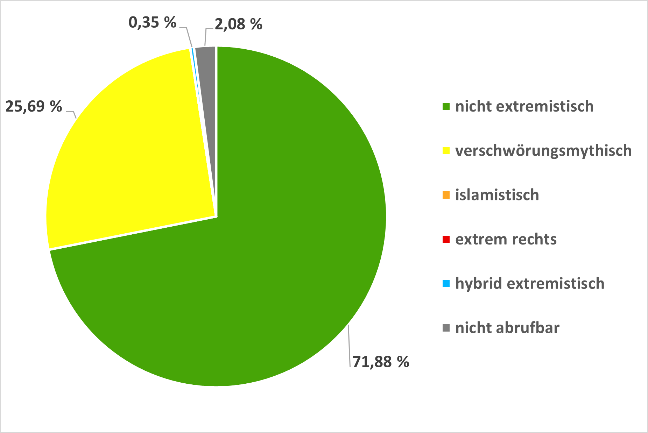 0,35 %
2,08 %
25,69 %
71,88 %
nicht extremistisch
verschwörungsmythisch
islamistisch
extrem rechts
hybrid extremistisch
nicht abrufbar